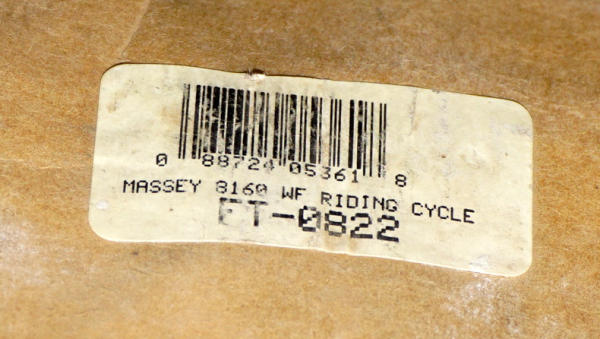 0 88724 05361 8
MASSEY 8160 WF RIDING CYCLE
FT-0822